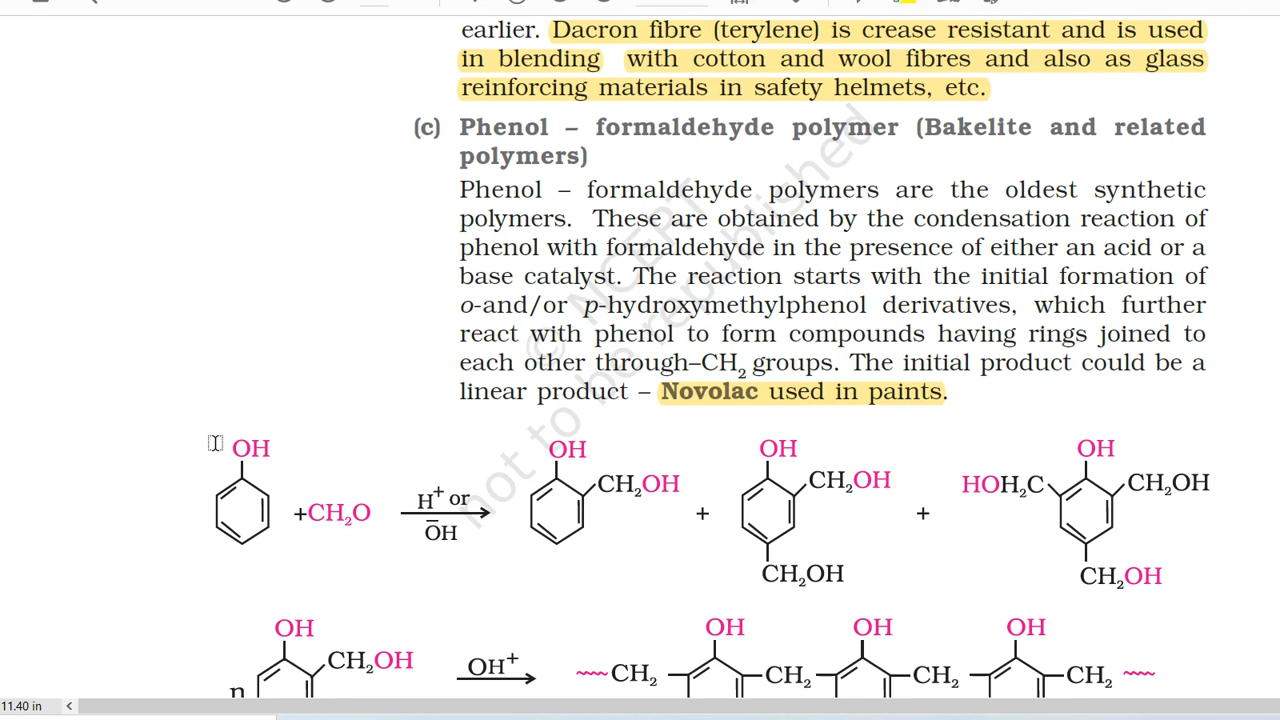 earlier. Dacron fibre (terylene) is crease resistant and is used
in blending with cotton and wool fibres and also as glass
reinforcing materials in safety helmets, etc.
(c) Phenol – formaldehyde polymer (Bakelite and related
polymers)
Phenol – formaldehyde polymers are the oldest synthetic
polymers. These are obtained by the condensation reaction of
phenol with formaldehyde in the presence of either an acid or a
base catalyst. The reaction starts with the initial formation of
o-and/or p-hydroxymethylphenol derivatives, which further
react with phenol to form compounds having rings joined to
each other through–CH₂ groups. The initial product could be a
linear product – Novolac used in paints.
© NCERT
not to be republished
OH OH OH OH
CH₂OH CH₂OH HOH₂C CH₂OH
+CH₂O H⁺ or + +
ŌH
CH₂OH CH₂OH
OH OH OH OH
CH₂OH OH⁺ CH₂ CH₂ CH₂ CH₂
n
11.40 in